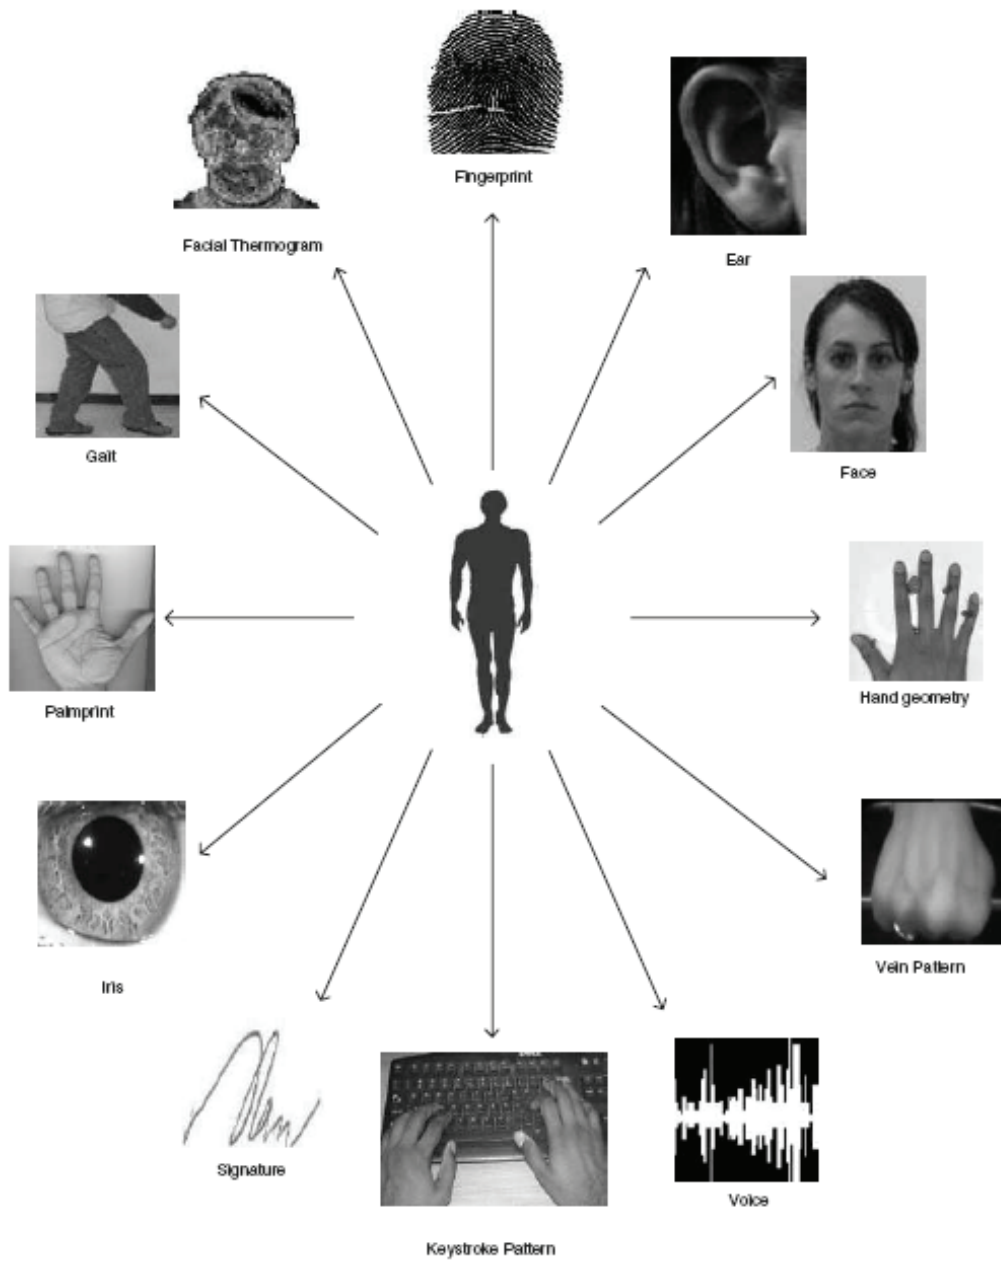 Fingerprint
Facial Thermogram
Ear
Gait
Face
Palmprint
Hand geometry
Iris
Vein Pattern
Signature
Voice
Keystroke Pattern